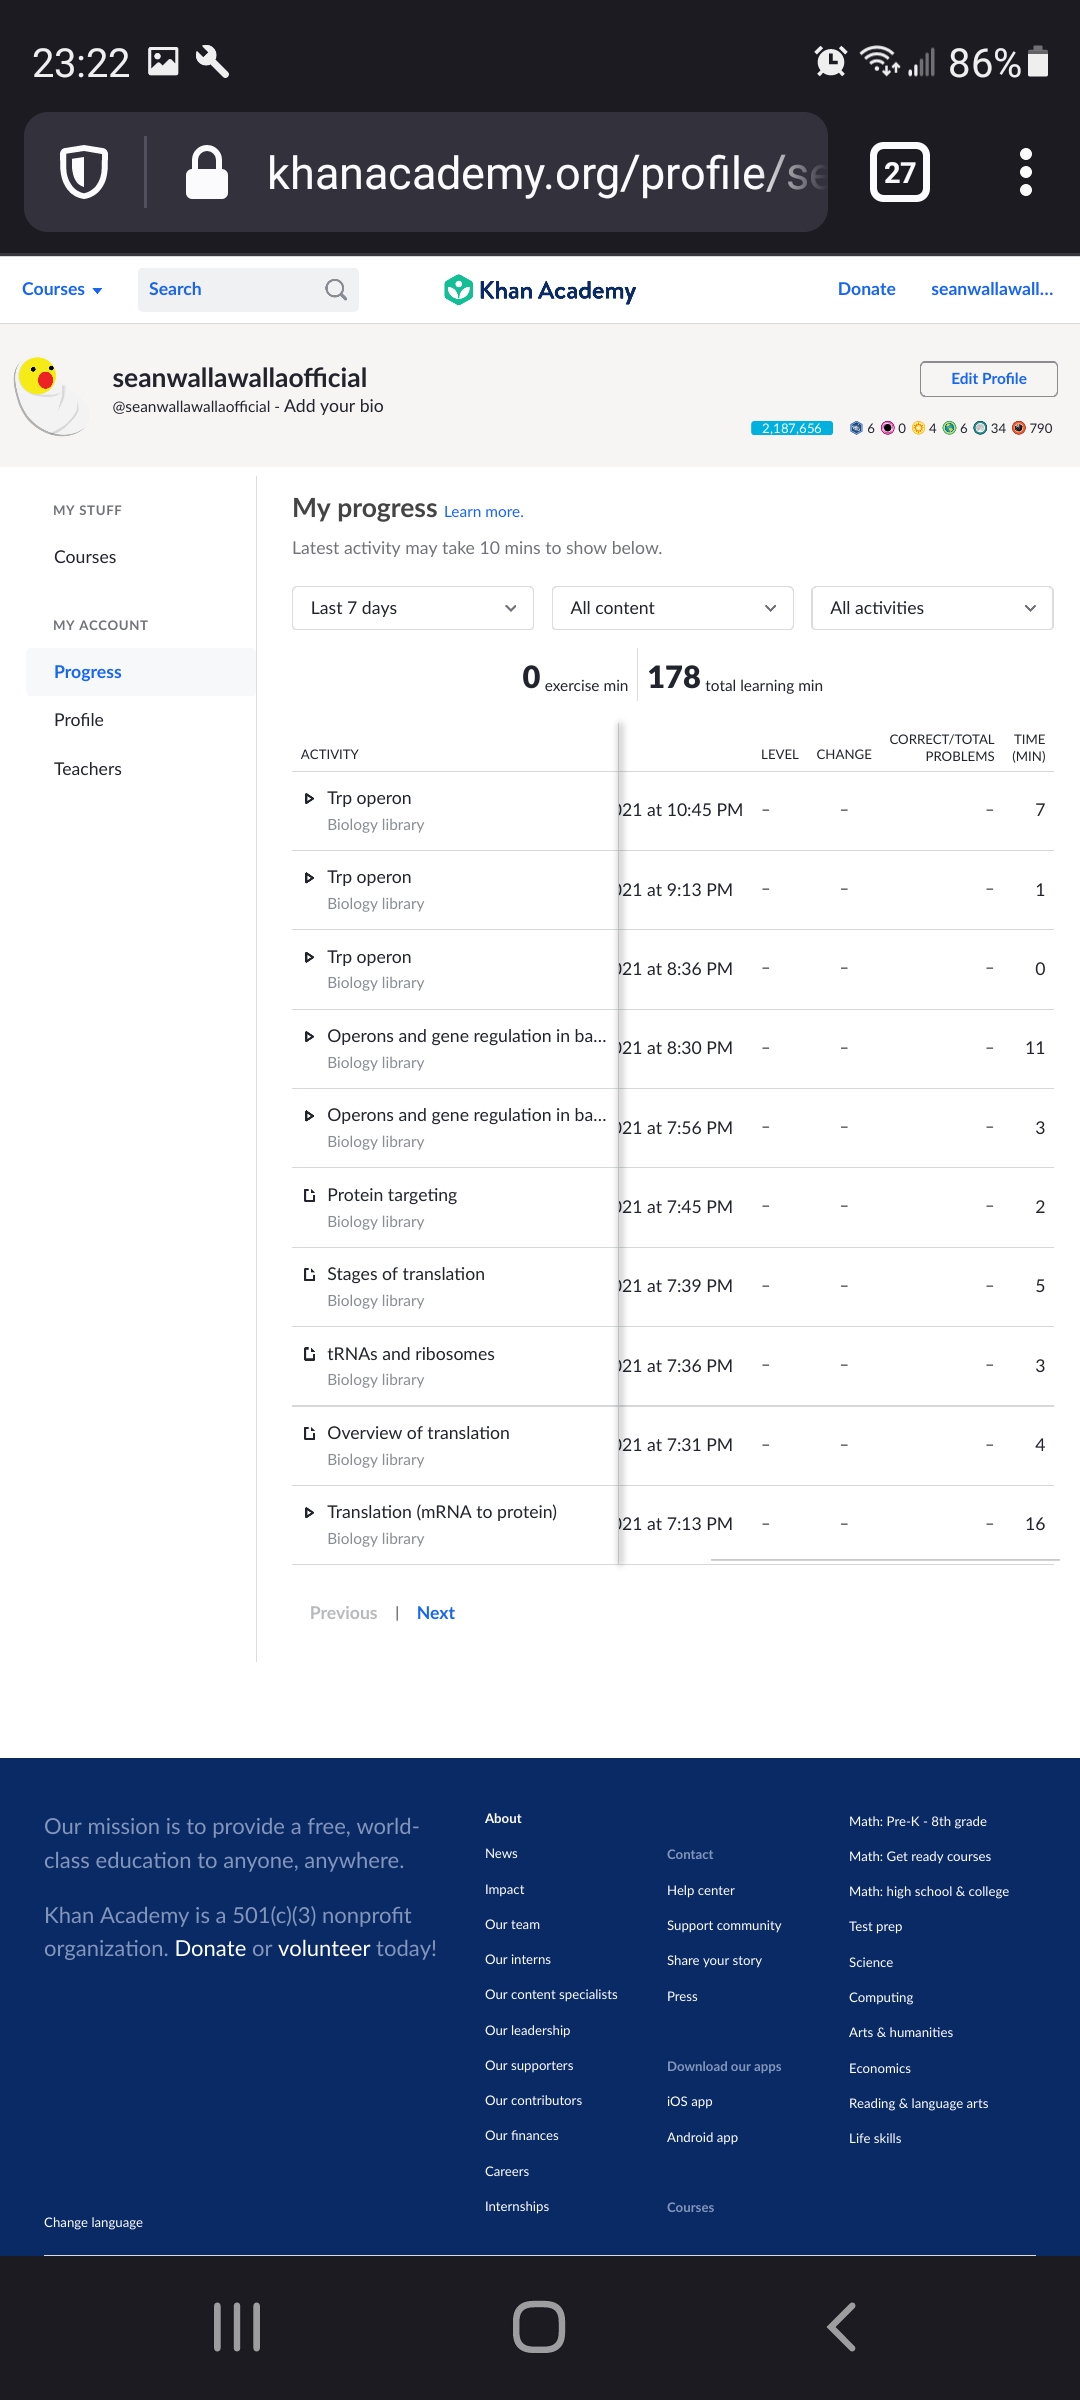 23:22
86%
khanacademy.org/profile/se
27
Courses
Search
Khan Academy
Donate
seanwallawall...
seanwallawallaofficial
@seanwallawallaofficial - Add your bio
Edit Profile
2,187,656 6 0 4 6 34 790
MY STUFF
Courses
MY ACCOUNT
Progress
Profile
Teachers
My progress Learn more.
Latest activity may take 10 mins to show below.
Last 7 days
All content
All activities
0 exercise min
178 total learning min
ACTIVITY LEVEL CHANGE CORRECT/TOTAL PROBLEMS TIME (MIN)
Trp operon
Biology library
021 at 10:45 PM – – – 7
Trp operon
Biology library
021 at 9:13 PM – – – 1
Trp operon
Biology library
021 at 8:36 PM – – – 0
Operons and gene regulation in ba...
Biology library
021 at 8:30 PM – – – 11
Operons and gene regulation in ba...
Biology library
021 at 7:56 PM – – – 3
Protein targeting
Biology library
021 at 7:45 PM – – – 2
Stages of translation
Biology library
021 at 7:39 PM – – – 5
tRNAs and ribosomes
Biology library
021 at 7:36 PM – – – 3
Overview of translation
Biology library
021 at 7:31 PM – – – 4
Translation (mRNA to protein)
Biology library
021 at 7:13 PM – – – 16
Previous | Next
Our mission is to provide a free, world-
class education to anyone, anywhere.
Khan Academy is a 501(c)(3) nonprofit
organization. Donate or volunteer today!
Change language
About
News
Impact
Our team
Our interns
Our content specialists
Our leadership
Our supporters
Our contributors
Our finances
Careers
Internships
Contact
Help center
Support community
Share your story
Press
Download our apps
iOS app
Android app
Courses
Math: Pre-K - 8th grade
Math: Get ready courses
Math: high school & college
Test prep
Science
Computing
Arts & humanities
Economics
Reading & language arts
Life skills